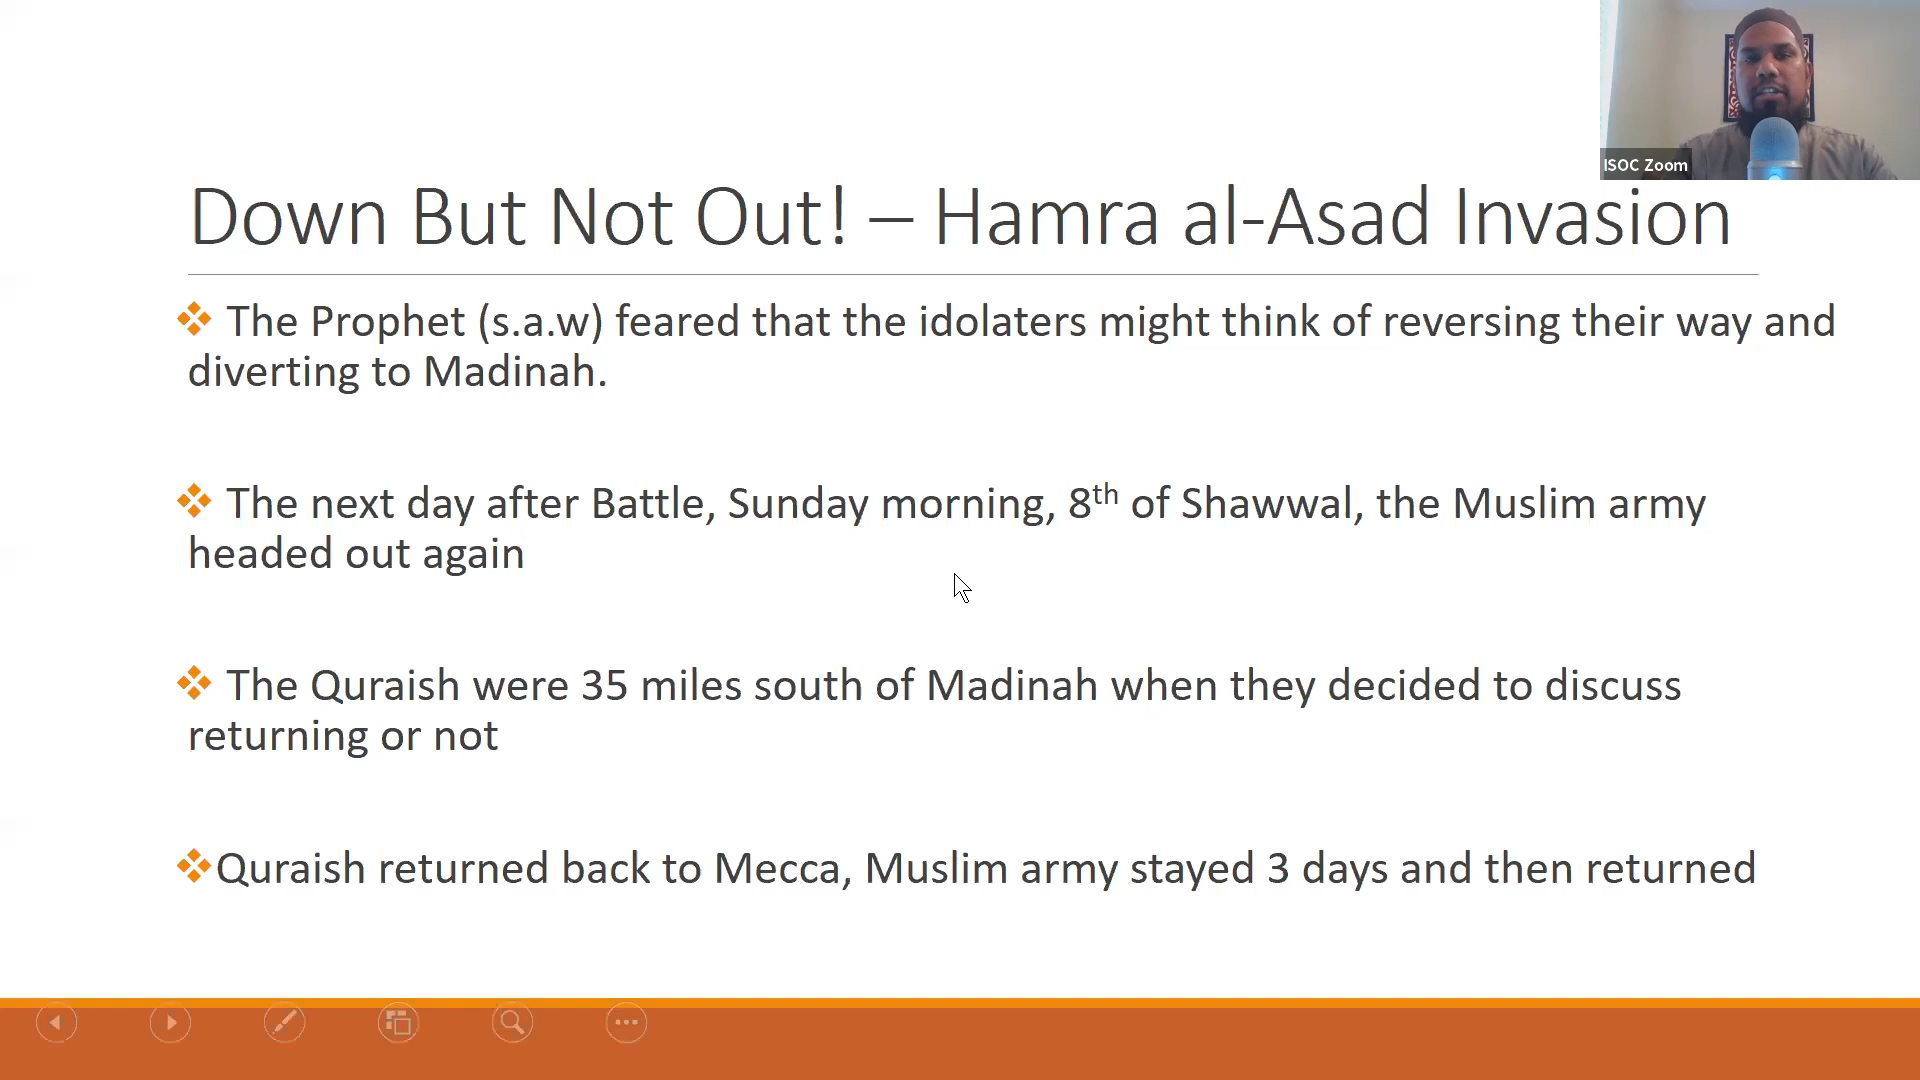 ISOC Zoom
Down But Not Out! – Hamra al-Asad Invasion
The Prophet (s.a.w) feared that the idolaters might think of reversing their way and
diverting to Madinah.
The next day after Battle, Sunday morning, 8th of Shawwal, the Muslim army
headed out again
The Quraish were 35 miles south of Madinah when they decided to discuss
returning or not
Quraish returned back to Mecca, Muslim army stayed 3 days and then returned